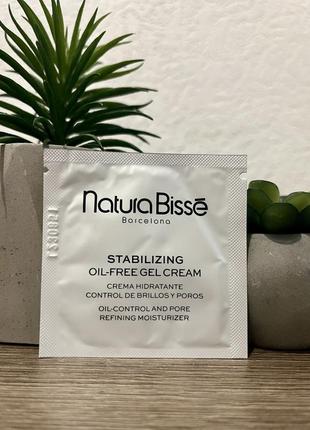 Natura Bissé
Barcelona
STABILIZING
OIL-FREE GEL CREAM
CREMA HIDRATANTE
CONTROL DE BRILLOS Y POROS
OIL-CONTROL AND PORE
REFINING MOISTURIZER